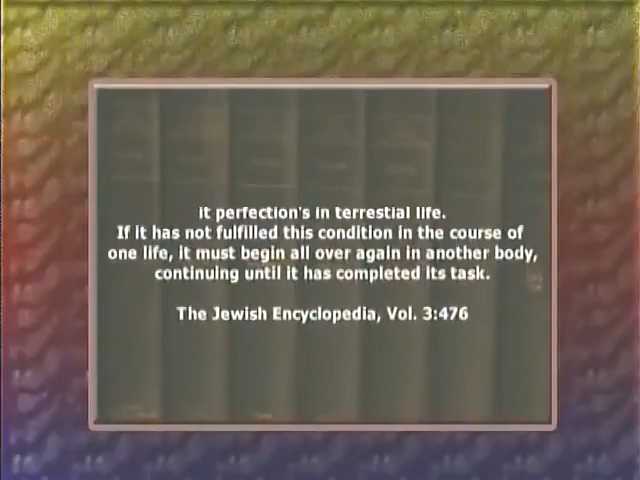 it perfection's in terrestial life.
If it has not fulfilled this condition in the course of
one life, it must begin all over again in another body,
continuing until it has completed its task.
The Jewish Encyclopedia, Vol. 3:476